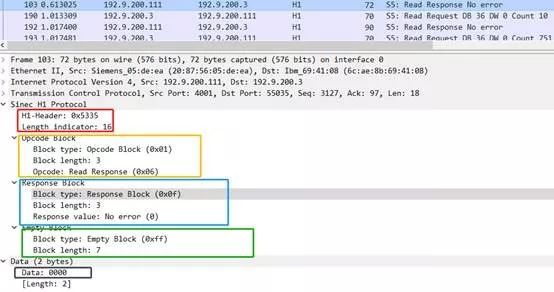 103 0.613025 192.9.200.111 192.9.200.3 H1 72 S5: Read Response No error
190 1.013309 192.9.200.3 192.9.200.111 H1 70 S5: Read Request DB 36 DW 0 Count 10
192 1.014000 192.9.200.111 192.9.200.3 H1 90 S5: Read Response No error
193 1.017481 192.9.200.3 192.9.200.111 H1 70 S5: Read Request DB 36 DW 0 Count 751
Frame 103: 72 bytes on wire (576 bits), 72 bytes captured (576 bits) on interface 0
Ethernet II, Src: Siemens_05:de:ea (20:87:56:05:de:ea), Dst: Ibm_69:41:08 (6c:ae:8b:69:41:08)
Internet Protocol Version 4, Src: 192.9.200.111, Dst: 192.9.200.3
Transmission Control Protocol, Src Port: 4001, Dst Port: 55035, Seq: 3127, Ack: 97, Len: 18
Sinec H1 Protocol
H1-Header: 0x5335
Length indicator: 16
Opcode Block
Block type: Opcode Block (0x01)
Block length: 3
Opcode: Read Response (0x06)
Response Block
Block type: Response Block (0x0f)
Block length: 3
Response value: No error (0)
Empty Block
Block type: Empty Block (0xff)
Block length: 7
Data (2 bytes)
Data: 0000
[Length: 2]